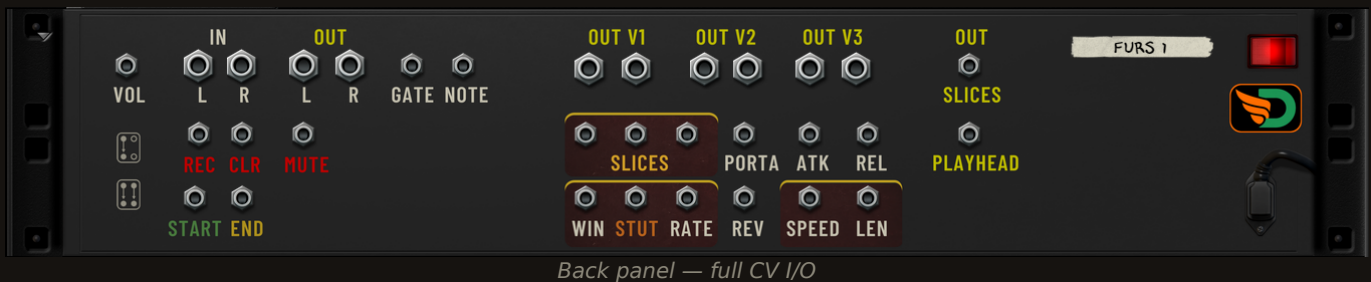 IN OUT OUT V1 OUT V2 OUT V3 OUT FURS 1
VOL L R L R GATE NOTE SLICES
REC CLR MUTE SLICES PORTA ATK REL PLAYHEAD
START END WIN STUT RATE REV SPEED LEN
Back panel — full CV I/O